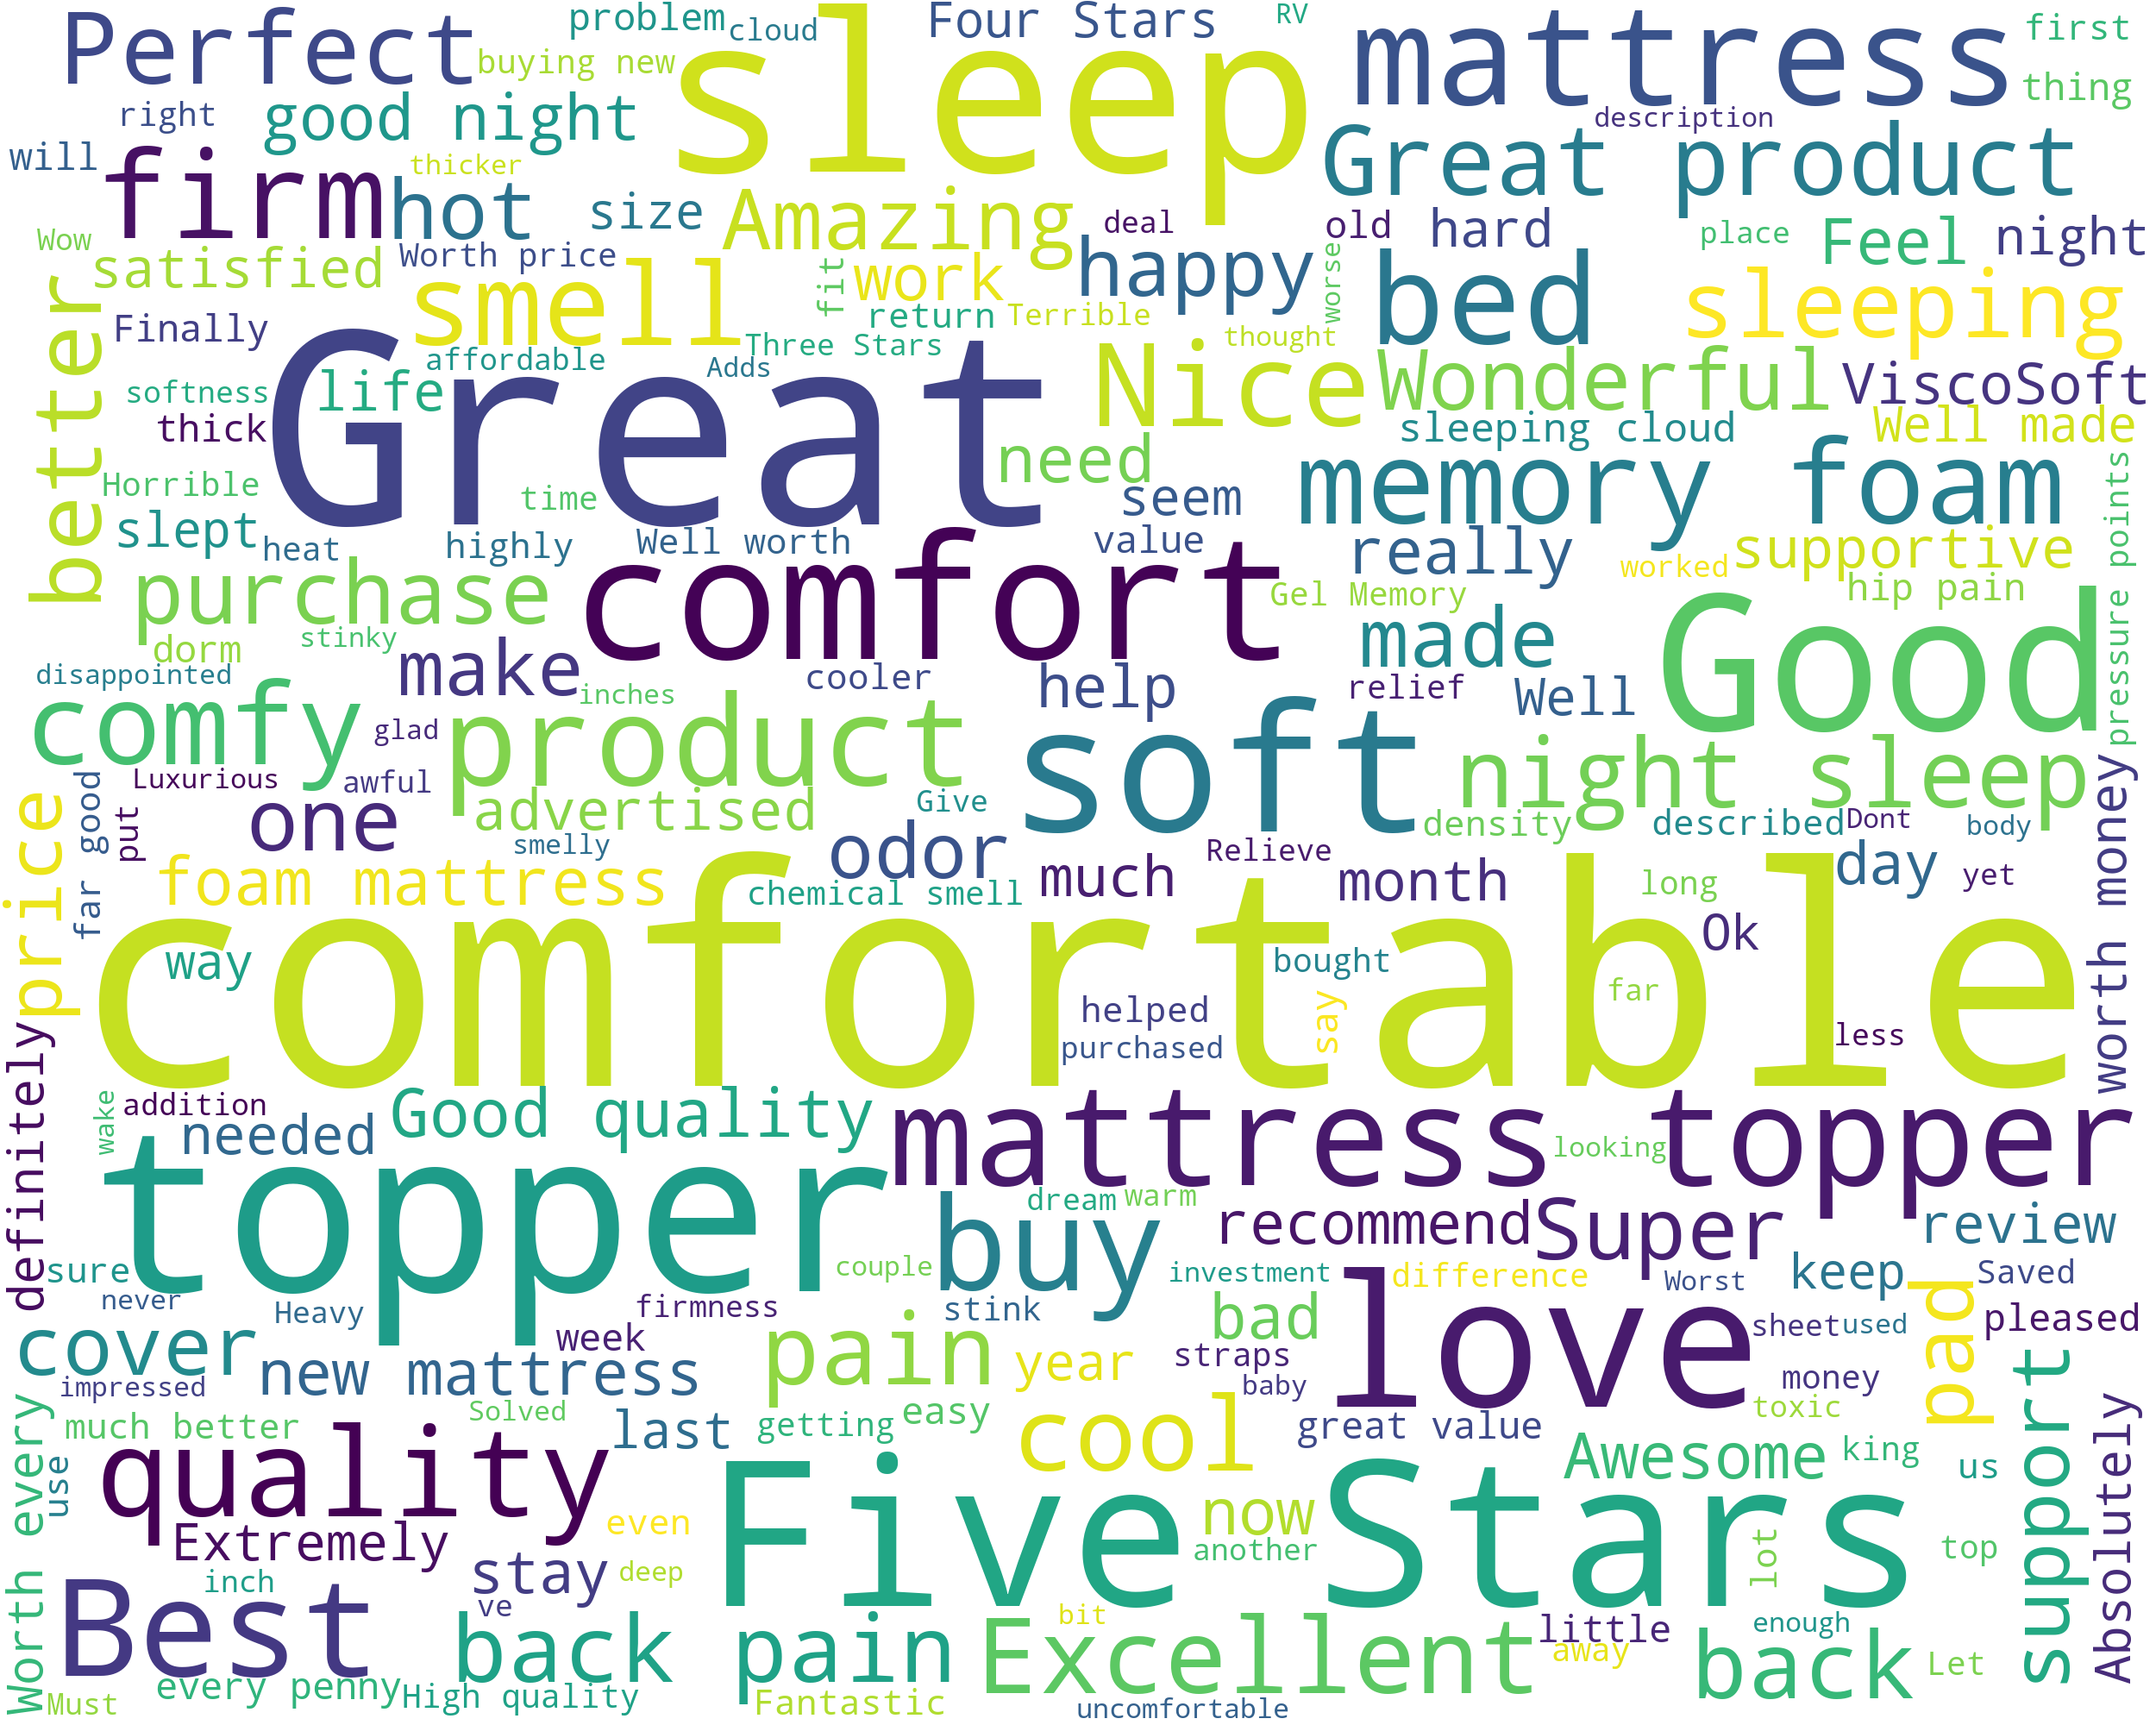 Perfect
problem
cloud
buying new
sleep
Four Stars
RV
mattress
first
thing
right
good night
description
will
firm
thicker
hot
size
Amazing
deal
Great product
old
hard
place
Feel
night
Wow
satisfied
Worth price
smell
fit
work
happy
worse
bed
sleeping
better
Finally
return
Terrible
thought
affordable
Three Stars
Adds
Nice
Wonderful
ViscoSoft
softness
life
Great
thick
need
sleeping cloud
Well made
Horrible
time
seem
memory foam
pressure points
slept
heat
highly
Well worth
value
really
worked
supportive
purchase
comfort
Gel Memory
hip pain
dorm
stinky
make
made
Good
disappointed
inches
cooler
help
relief
Well
comfy
glad
product
soft
night sleep
worth money
price
far good
Luxurious
put
awful
one
advertised
Give
density
described
Dont
body
smelly
odor
Relieve
foam mattress
chemical smell
much
month
long
day
yet
comfortable
Ok
way
bought
say
far
helped
purchased
less
definitely
wake
addition
needed
Good quality
mattress topper
looking
topper
dream
warm
buy
recommend
Super
review
sure
never
Heavy
couple
investment
difference
Worst
keep
Saved
firmness
stink
love
pad
cover
week
pain
bad
sheet
used
pleased
new mattress
year
straps
baby
money
support
impressed
Worth every
much better
Solved
last
getting
easy
cool
great value
toxic
Absolutely
use
quality
Awesome
king
us
Extremely
even
Five Stars
now
another
lot
top
inch
stay
deep
Best
ve
back pain
bit
Excellent
little
away
enough
back
Let
Must
every penny
High quality
Fantastic
uncomfortable